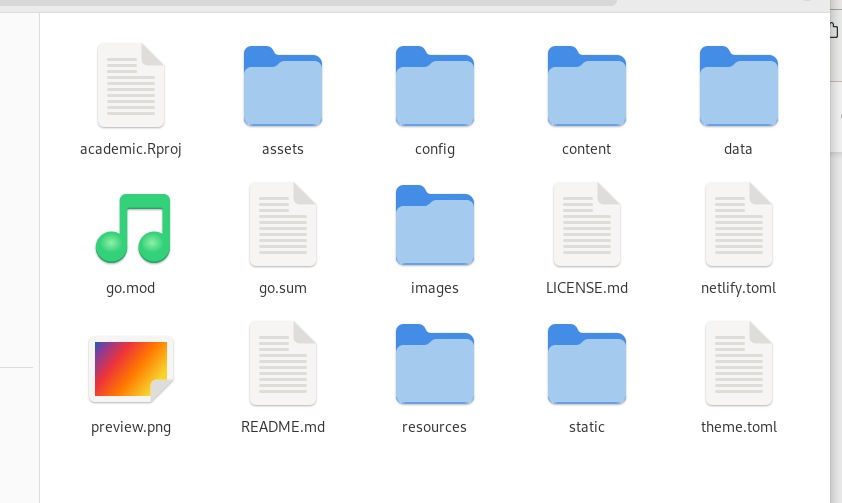 academic.Rproj assets config content data
go.mod go.sum images LICENSE.md netlify.toml
preview.png README.md resources static theme.toml